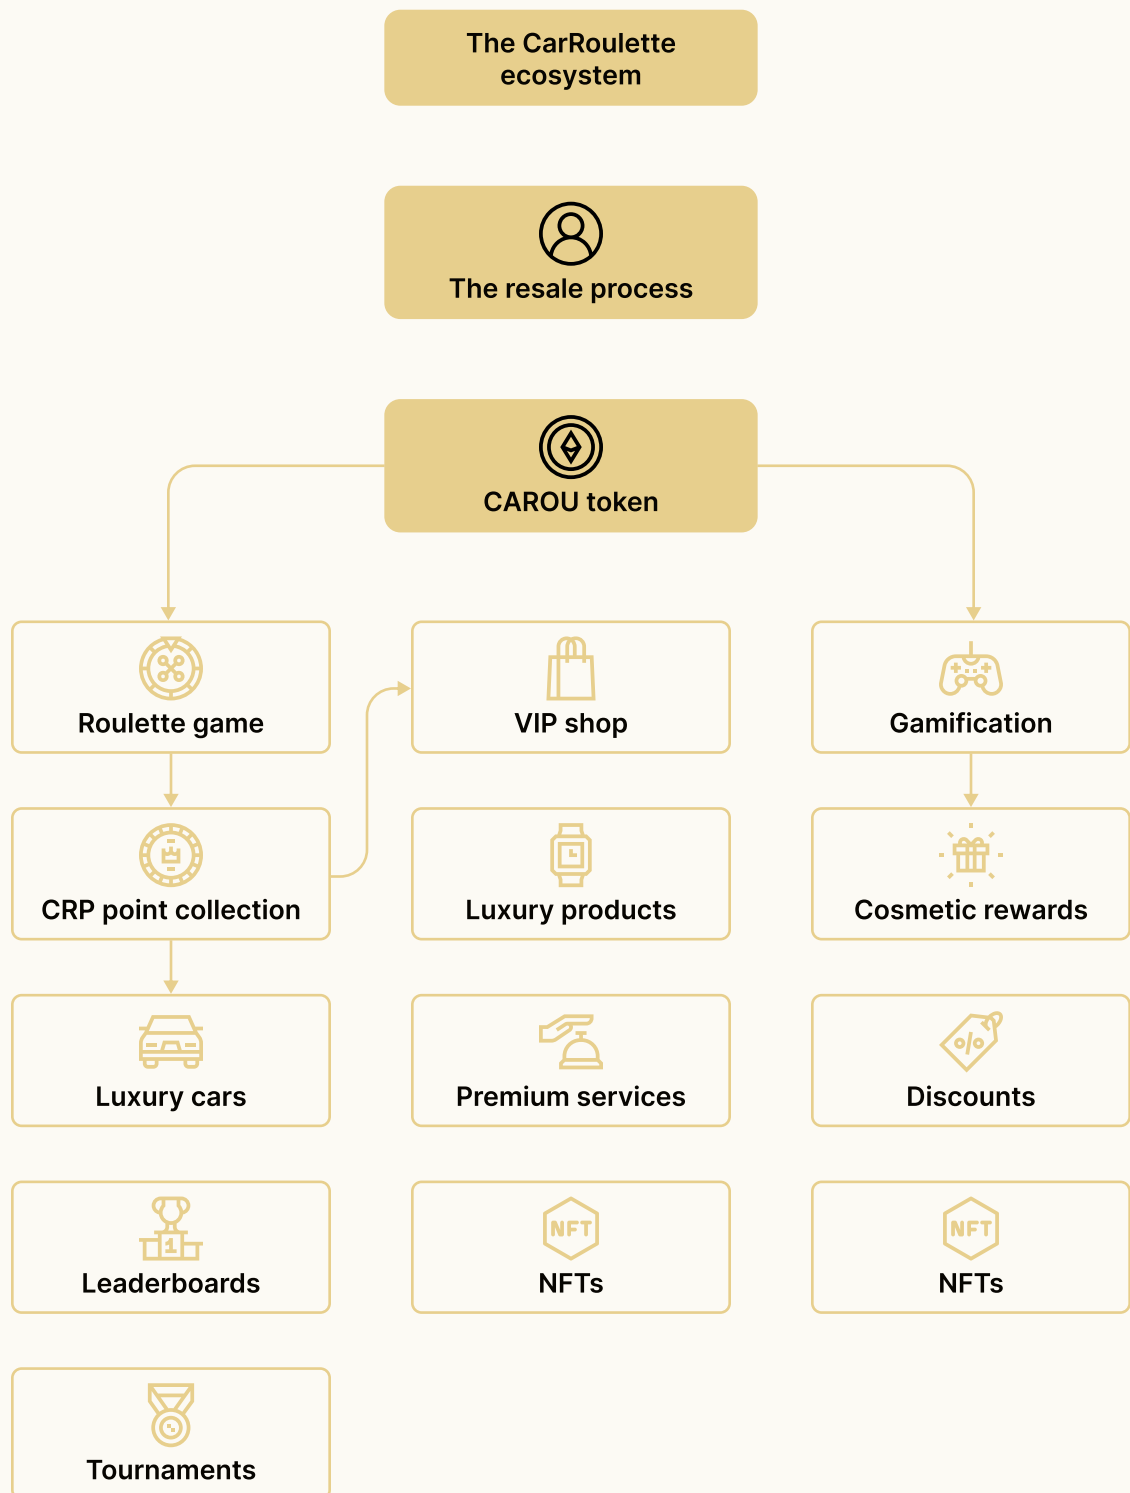 The CarRoulette
ecosystem
The resale process
CAROU token
Roulette game
VIP shop
Gamification
CRP point collection
Luxury products
Cosmetic rewards
Luxury cars
Premium services
%
Discounts
1
Leaderboards
NFT
NFTs
NFT
NFTs
Tournaments